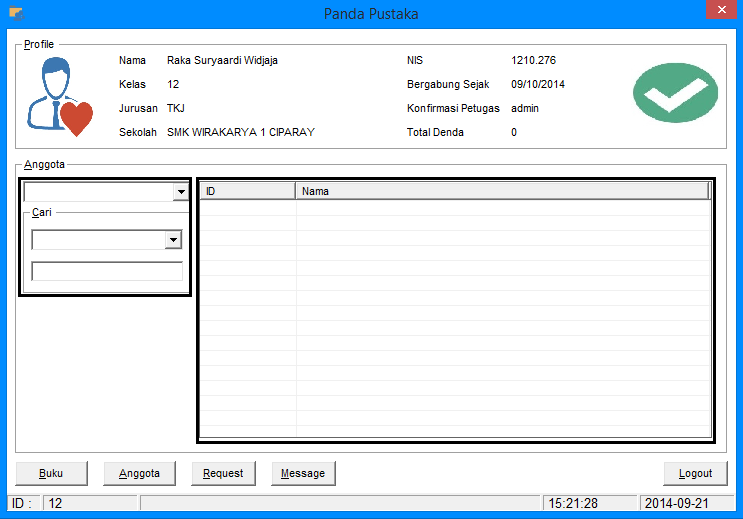 Panda Pustaka
Profile
Nama Raka Suryaardi Widjaja NIS 1210.276
Kelas 12 Bergabung Sejak 09/10/2014
Jurusan TKJ Konfirmasi Petugas admin
Sekolah SMK WIRAKARYA 1 CIPARAY Total Denda 0
Anggota
ID Nama
Cari
Buku Anggota Request Message Logout
ID : 12 15:21:28 2014-09-21